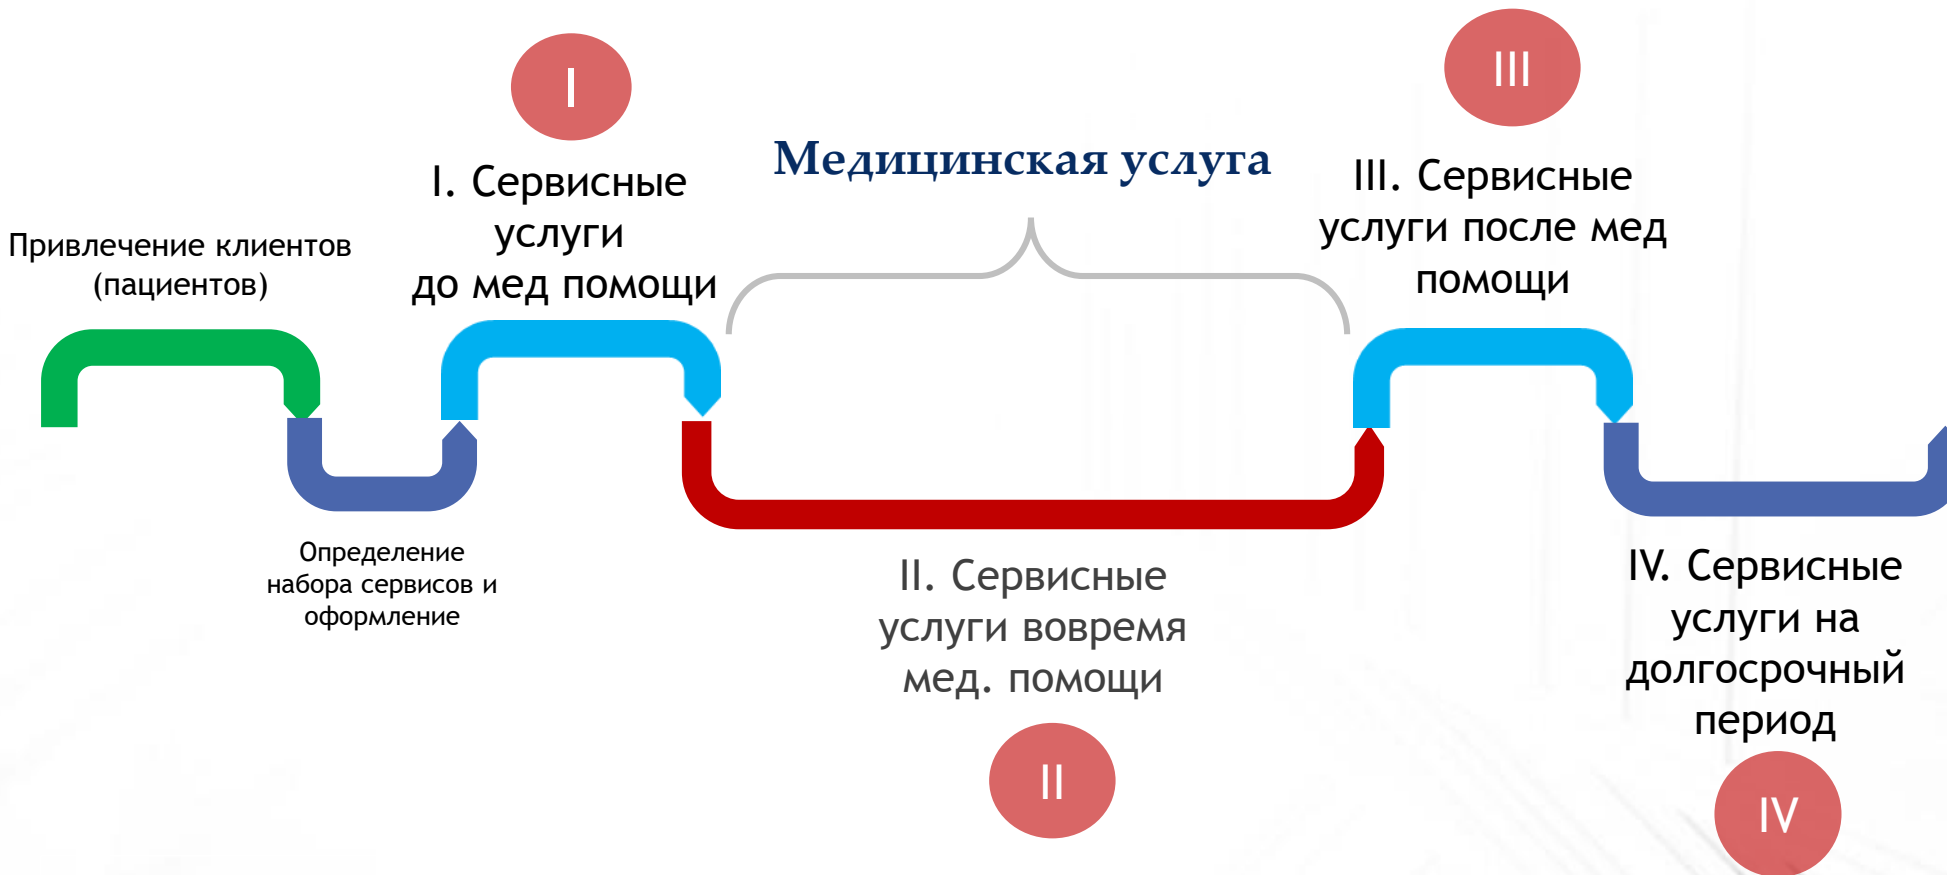 Привлечение клиентов
(пациентов)
Определение
набора сервисов и
оформление
I
I. Сервисные
услуги
до мед помощи
Медицинская услуга
II. Сервисные
услуги вовремя
мед. помощи
II
III
III. Сервисные
услуги после мед
помощи
IV. Сервисные
услуги на
долгосрочный
период
IV